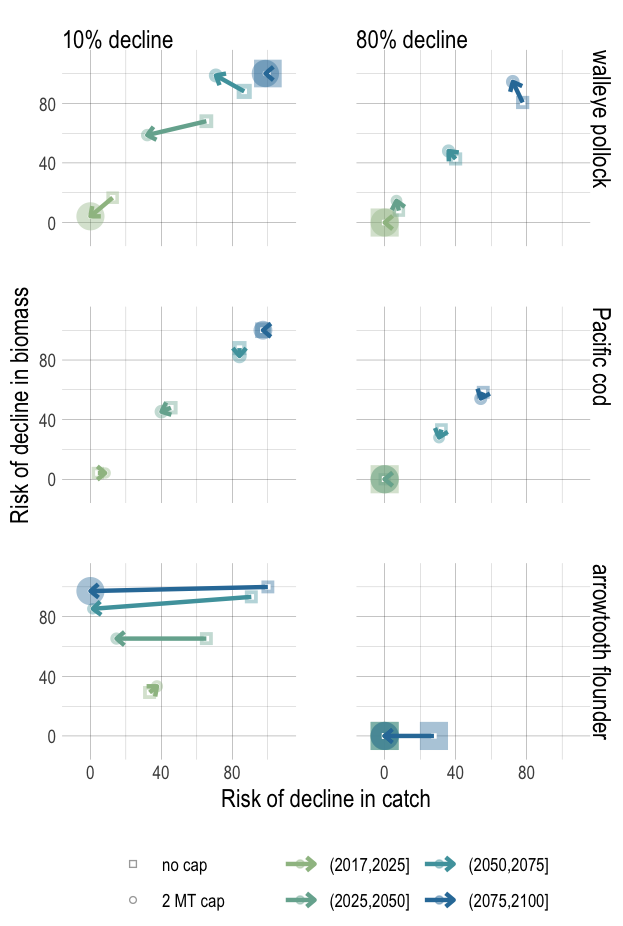 10% decline
80% decline
walleye pollock
80
40
0
Pacific cod
80
40
0
arrowtooth flounder
80
40
0
Risk of decline in biomass
0 40 80
0 40 80
Risk of decline in catch
no cap
(2017,2025]
(2050,2075]
2 MT cap
(2025,2050]
(2075,2100]